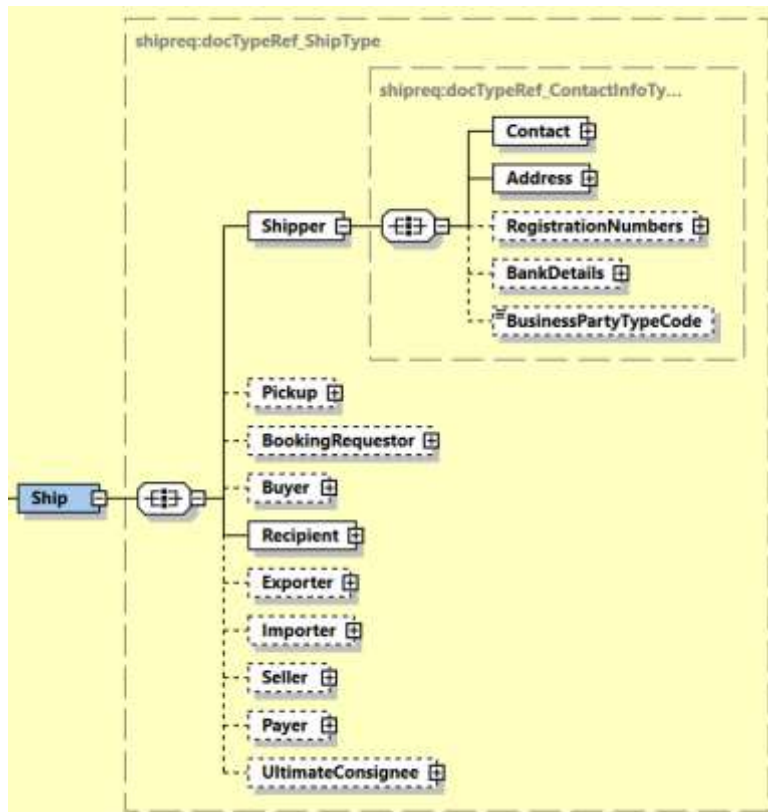 shipreq:docTypeRef_ShipType
shipreq:docTypeRef_ContactInfoTy...
Contact
Address
Shipper
RegistrationNumbers
BankDetails
BusinessPartyTypeCode
Pickup
BookingRequestor
Buyer
Ship
Recipient
Exporter
Importer
Seller
Payer
UltimateConsignee